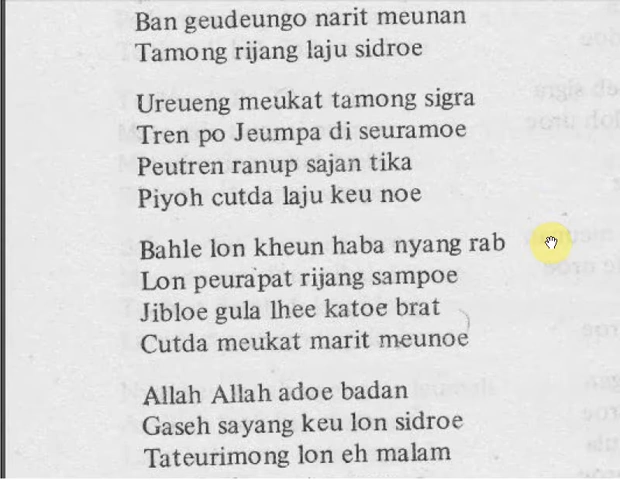 Ban geudeungo narit meunan
Tamong rijang laju sidroe
Ureueng meukat tamong sigra
Tren po Jeumpa di seuramoe
Peutren ranup sajan tika
Piyoh cutda laju keu noe
Bahle lon kheun haba nyang rab
Lon peurapat rijang sampoe
Jibloe gula lhee katoe brat
Cutda meukat marit meunoe
Allah Allah adoe badan
Gaseh sayang keu lon sidroe
Tateurimong lon eh malam